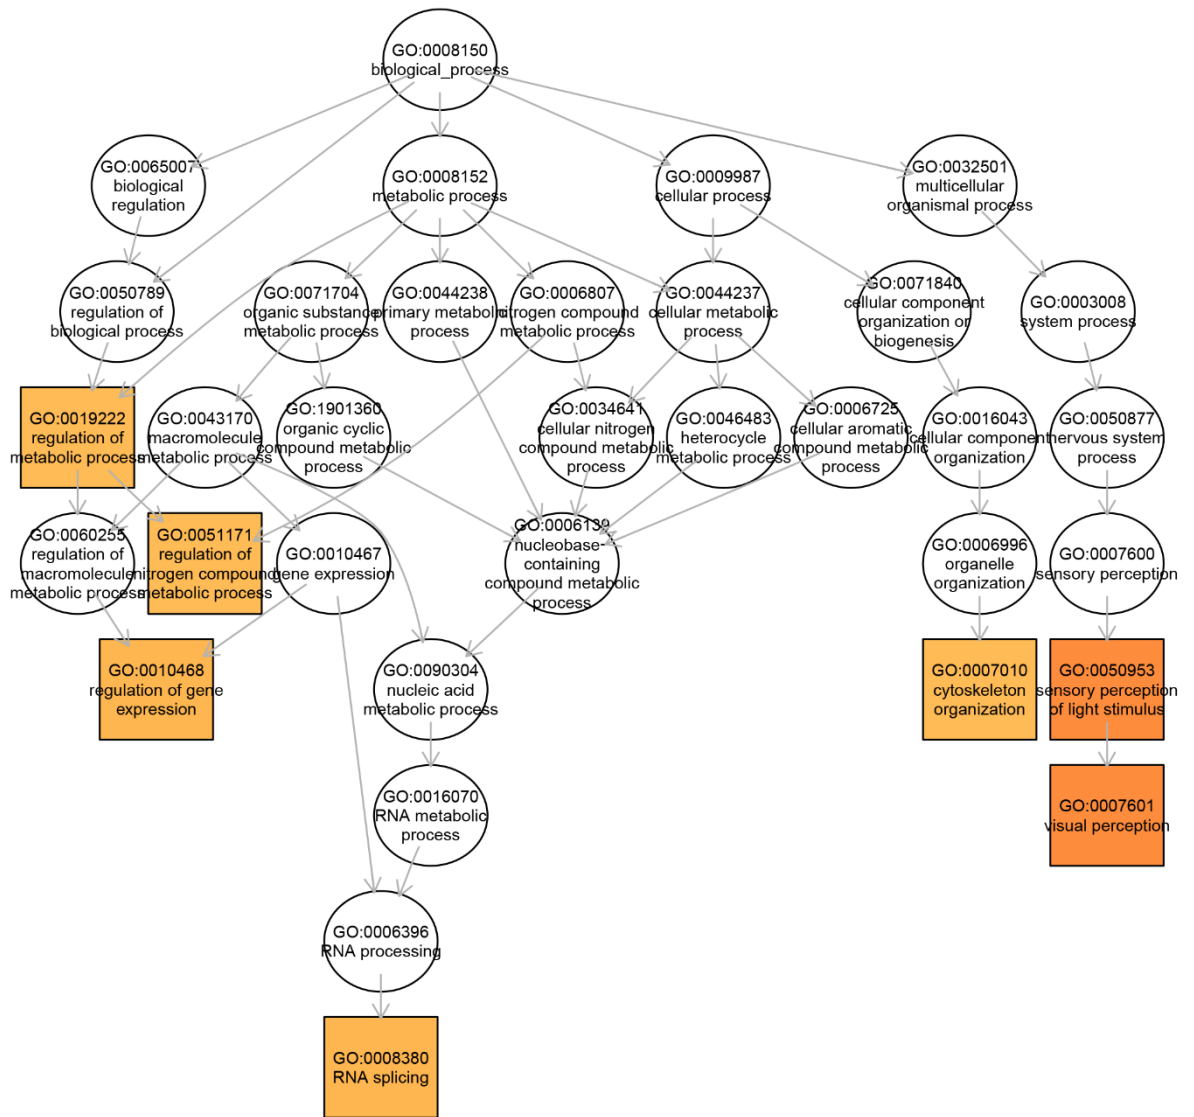 GO:0008150
biological_process
GO:0065007
biological
regulation
GO:0008152
metabolic process
GO:0009987
cellular process
GO:0032501
multicellular
organismal process
GO:0050789
regulation of
biological process
GO:0071704
organic substance
metabolic process
GO:0044238
primary metabolic
process
GO:0006807
nitrogen compound
metabolic process
GO:0044237
cellular metabolic
process
GO:0071840
cellular component
organization or
biogenesis
GO:0003008
system process
GO:0019222
regulation of
metabolic process
GO:0043170
macromolecule
metabolic process
GO:1901360
organic cyclic
compound metabolic
process
GO:0034641
cellular nitrogen
compound metabolic
process
GO:0046483
heterocycle
metabolic process
GO:0006725
cellular aromatic
compound metabolic
process
GO:0016043
cellular component
organization
GO:0050877
nervous system
process
GO:0060255
regulation of
macromolecule
metabolic process
GO:0051171
regulation of
nitrogen compound
metabolic process
GO:0010467
gene expression
GO:0006139
nucleobase-
containing
compound metabolic
process
GO:0006996
organelle
organization
GO:0007600
sensory perception
GO:0010468
regulation of gene
expression
GO:0090304
nucleic acid
metabolic process
GO:0007010
cytoskeleton
organization
GO:0050953
sensory perception
of light stimulus
GO:0016070
RNA metabolic
process
GO:0007601
visual perception
GO:0006396
RNA processing
GO:0008380
RNA splicing